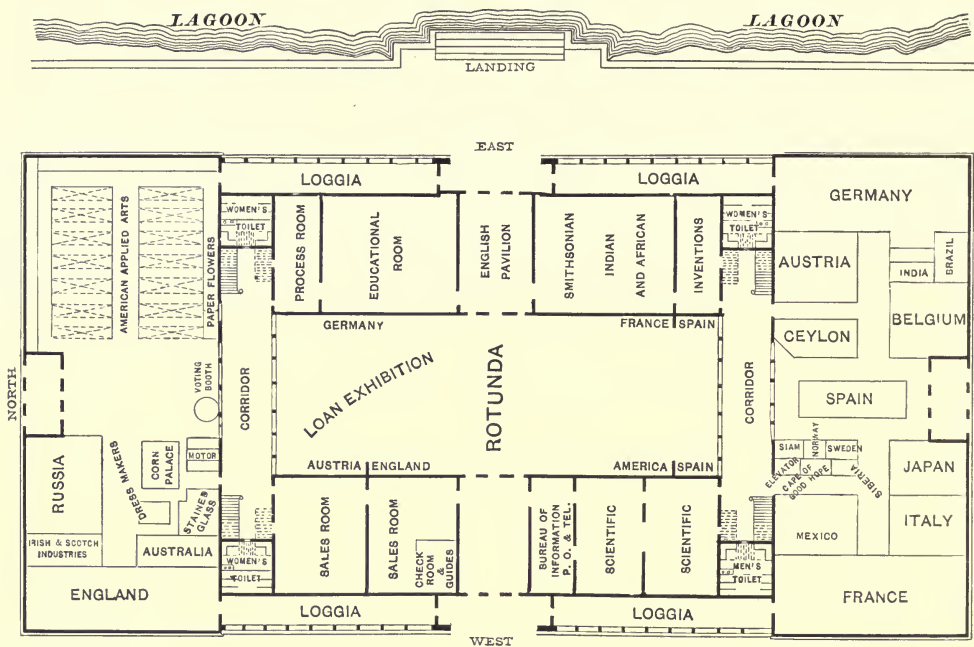 LAGOON
LAGOON
LANDING
EAST
NORTH
WEST
LOGGIA
LOGGIA
AMERICAN APPLIED ARTS
PAPER FLOWERS
WOMEN'S
TOILET
PROCESS ROOM
EDUCATIONAL
ROOM
ENGLISH
PAVILION
SMITHSONIAN
INDIAN
AND AFRICAN
INVENTIONS
WOMEN'S
TOILET
GERMANY
AUSTRIA
INDIA
BRAZIL
BELGIUM
CEYLON
SPAIN
VOTING
BOOTH
CORRIDOR
GERMANY
FRANCE
SPAIN
LOAN EXHIBITION
ROTUNDA
AUSTRIA
ENGLAND
AMERICA
SPAIN
CORRIDOR
RUSSIA
DRESS MAKERS
CORN
PALACE
MOTOR
STAINED
GLASS
IRISH & SCOTCH
INDUSTRIES
AUSTRALIA
ENGLAND
WOMEN'S
TOILET
SALES ROOM
SALES ROOM
CHECK
ROOM
&
GUIDES
BUREAU OF
INFORMATION
P. O. & TEL.
SCIENTIFIC
SCIENTIFIC
MEN'S
TOILET
SIAM
NORWAY
SWEDEN
ELEVATOR
CAPE OF
GOOD HOPE
SIBERIA
JAPAN
ITALY
MEXICO
FRANCE
LOGGIA
LOGGIA